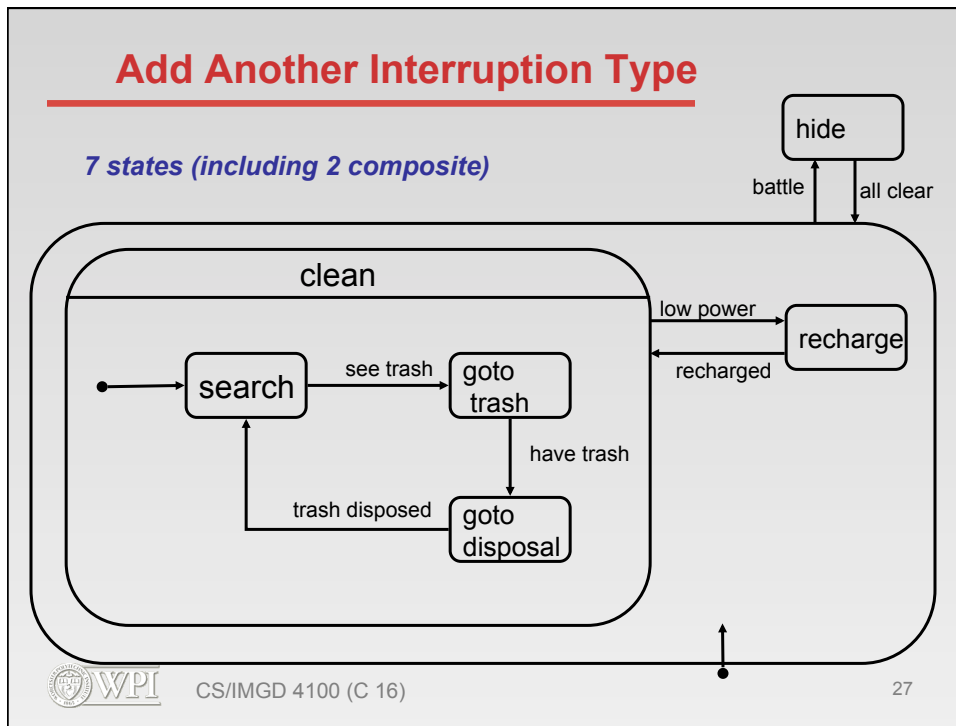 Add Another Interruption Type
7 states (including 2 composite)
hide
battle
all clear
clean
low power
recharge
recharged
search
see trash
goto
trash
have trash
trash disposed
goto
disposal
WPI
CS/IMGD 4100 (C 16)
27